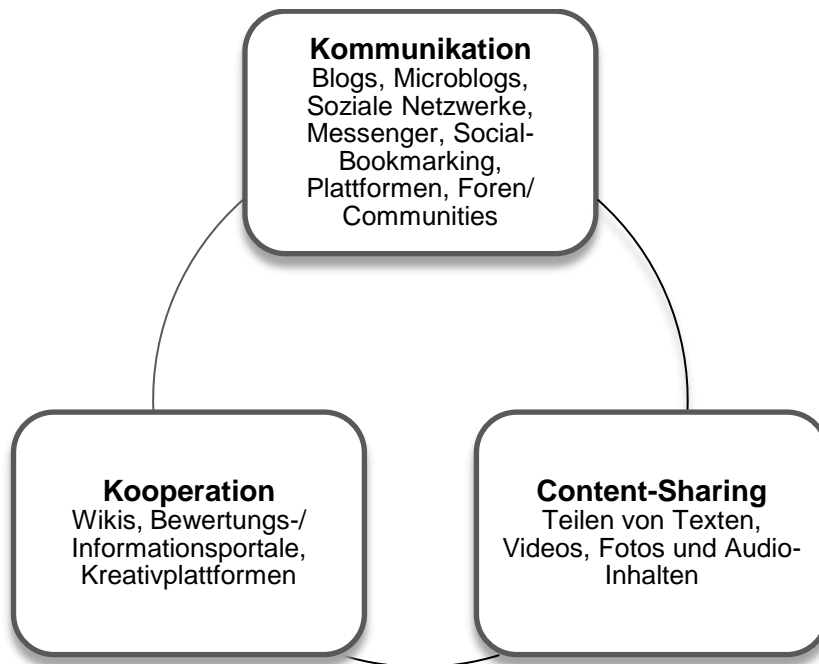 Kommunikation
Blogs, Microblogs,
Soziale Netzwerke,
Messenger, Social-
Bookmarking,
Plattformen, Foren/
Communities
Kooperation
Wikis, Bewertungs-/
Informationsportale,
Kreativplattformen
Content-Sharing
Teilen von Texten,
Videos, Fotos und Audio-
Inhalten